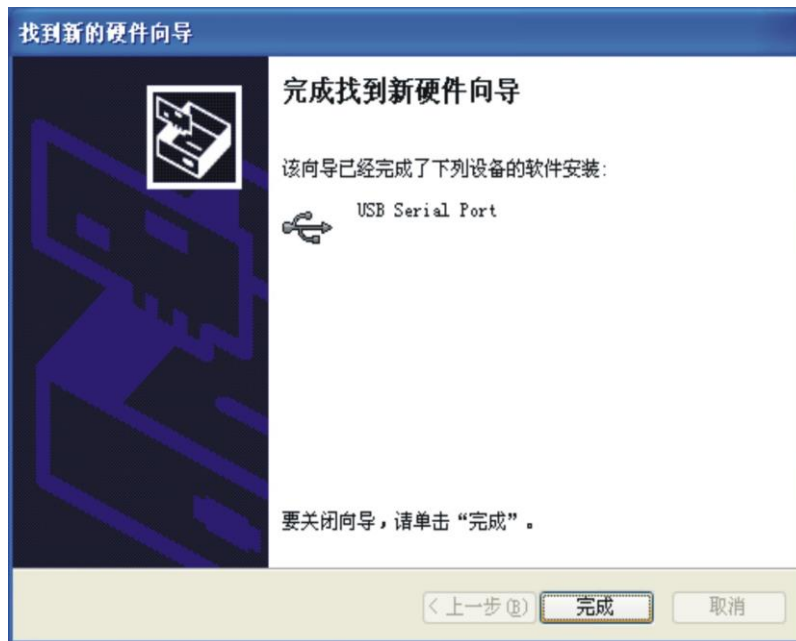 找到新的硬件向导
完成找到新硬件向导
该向导已经完成了下列设备的软件安装:
USB Serial Port
要关闭向导,请单击“完成”。
< 上一步(B)
完成
取消